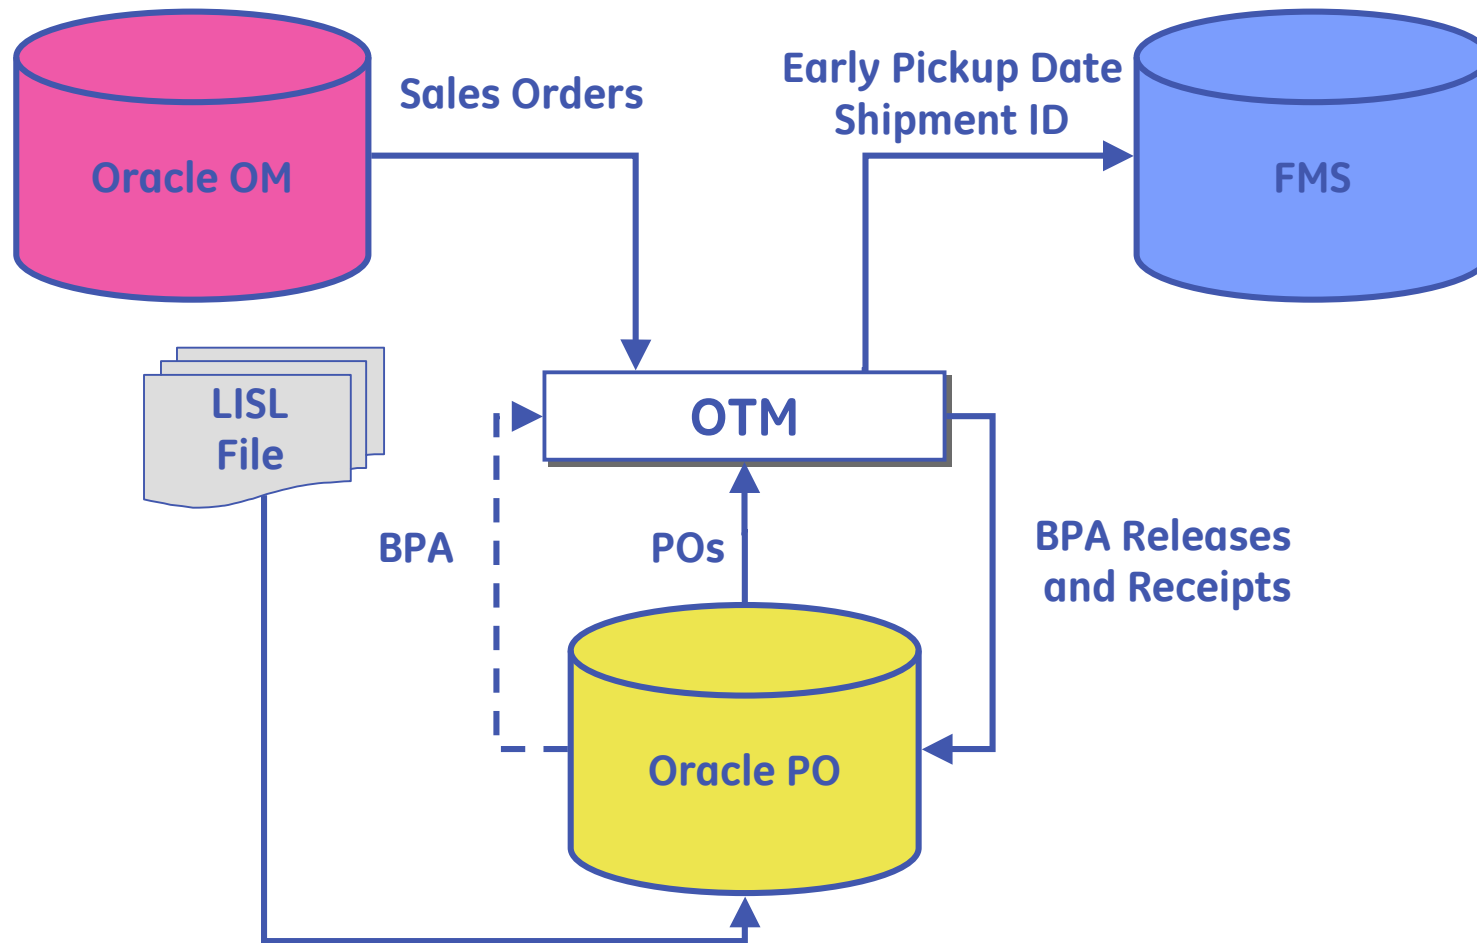 Sales Orders
Early Pickup Date
Shipment ID
Oracle OM
FMS
LISL
File
OTM
BPA
POs
BPA Releases
and Receipts
Oracle PO